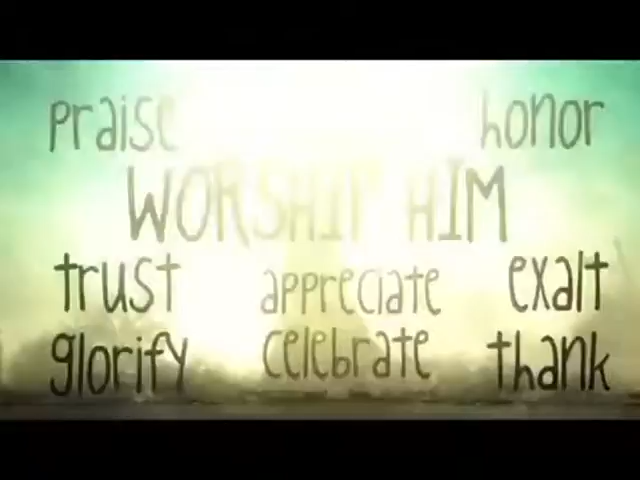 praise honor
WORSHIP HIM
trust appreciate exalt
glorify celebrate thank